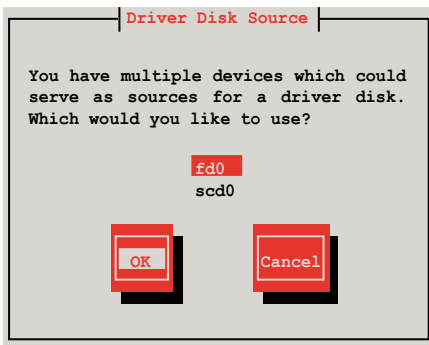 Driver Disk Source
You have multiple devices which could
serve as sources for a driver disk.
Which would you like to use?
fd0
scd0
OK Cancel